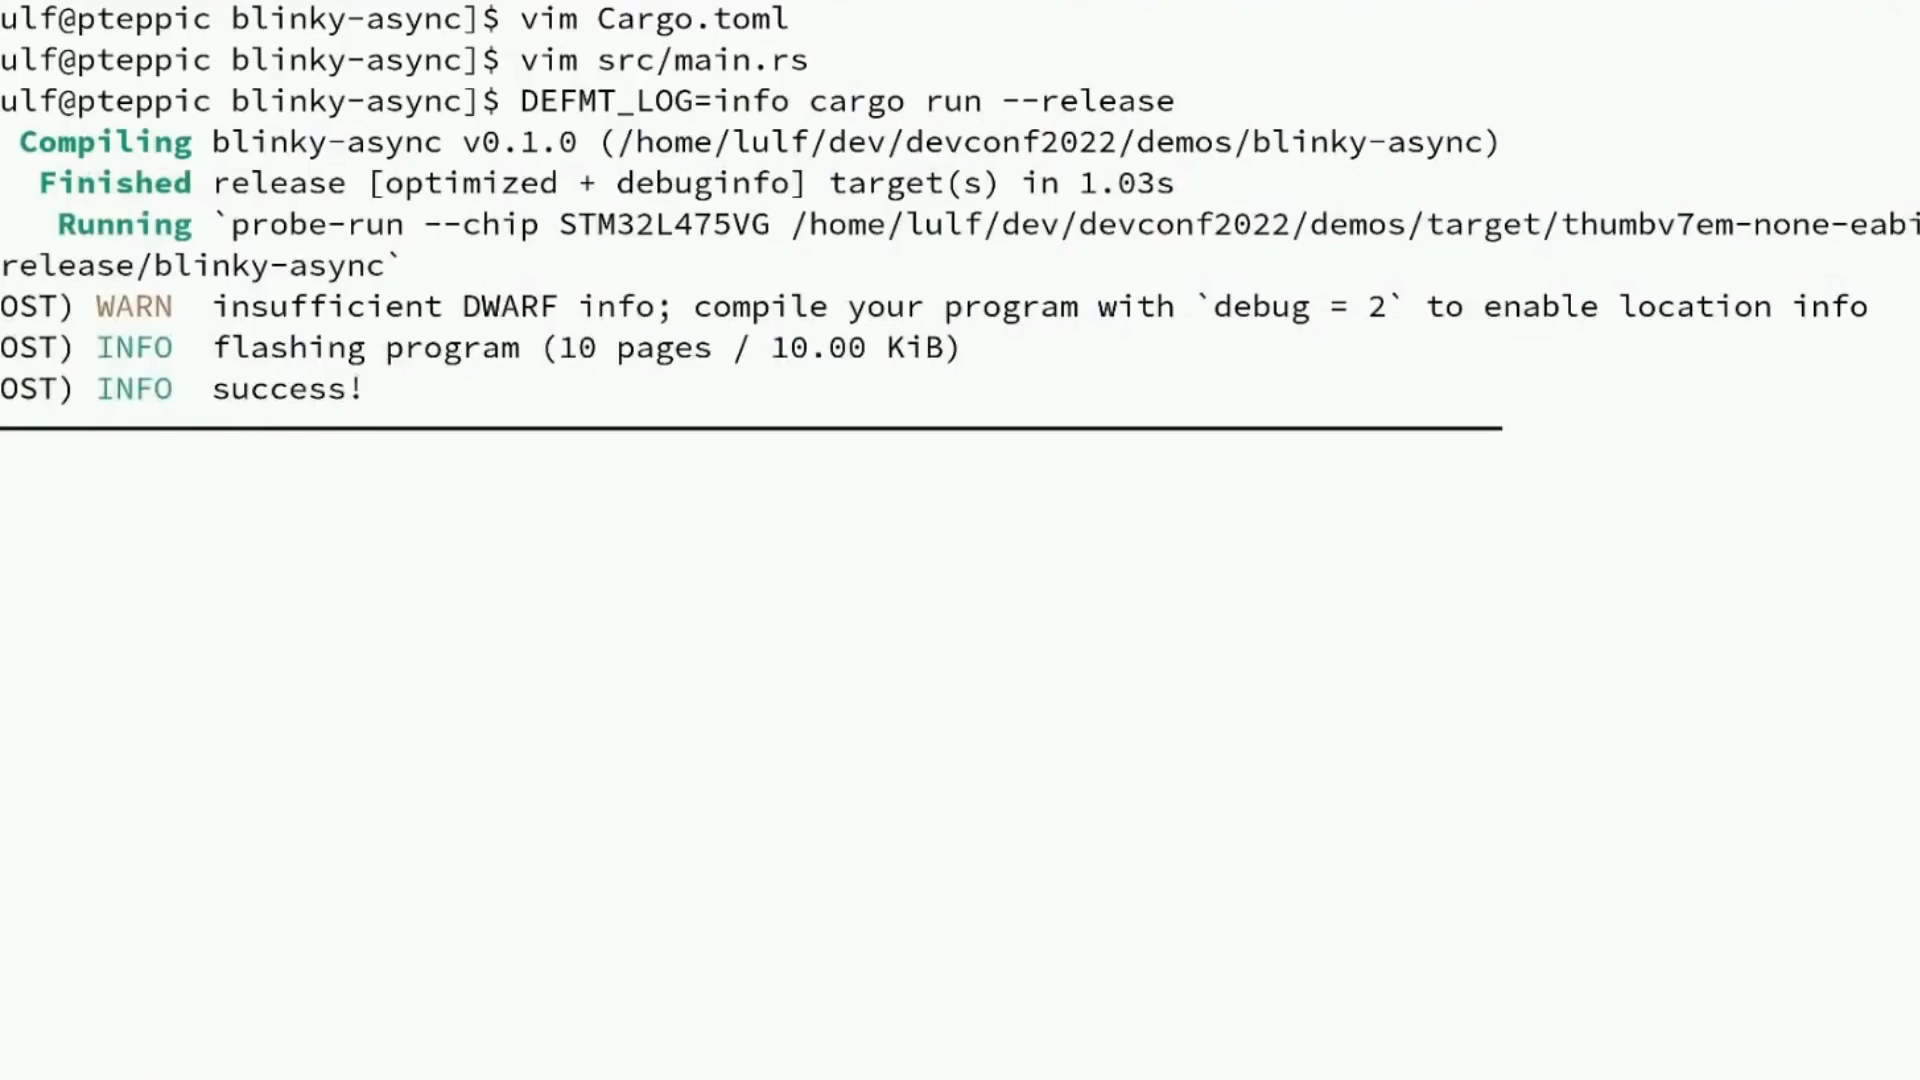 ulf@pteppic blinky-async]$ vim Cargo.toml
ulf@pteppic blinky-async]$ vim src/main.rs
ulf@pteppic blinky-async]$ DEFMT_LOG=info cargo run --release
Compiling blinky-async v0.1.0 (/home/lulf/dev/devconf2022/demos/blinky-async)
Finished release [optimized + debuginfo] target(s) in 1.03s
Running `probe-run --chip STM32L475VG /home/lulf/dev/devconf2022/demos/target/thumbv7em-none-eabi
release/blinky-async`
OST) WARN  insufficient DWARF info; compile your program with `debug = 2` to enable location info
OST) INFO  flashing program (10 pages / 10.00 KiB)
OST) INFO  success!